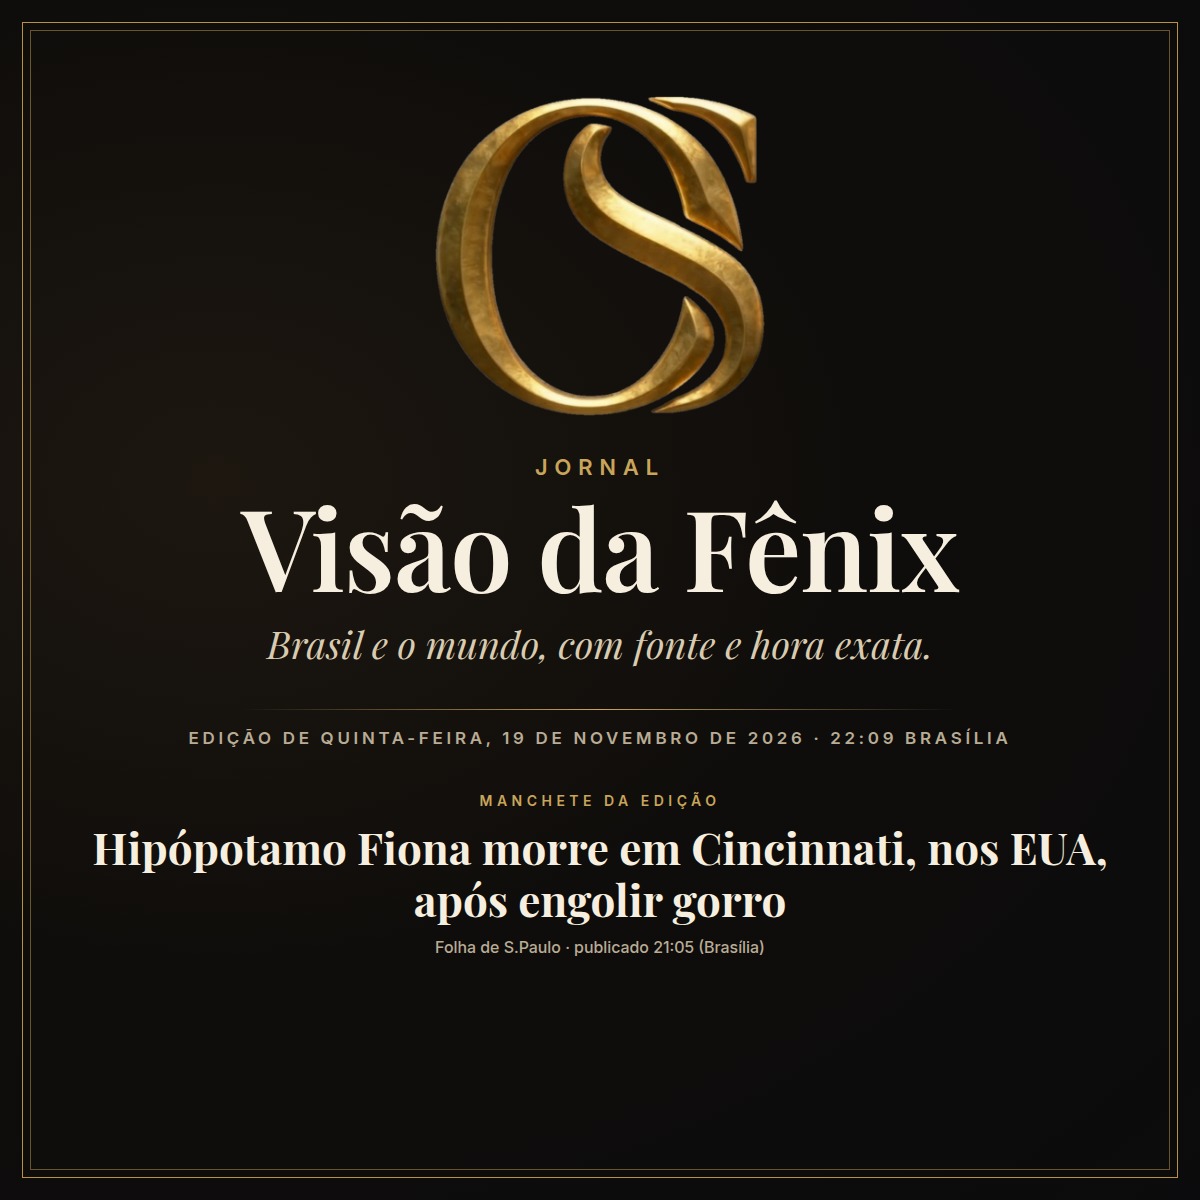 CS
JORNAL
Visão da Fênix
Brasil e o mundo, com fonte e hora exata.
EDIÇÃO DE QUINTA-FEIRA, 19 DE NOVEMBRO DE 2026 · 22:09 BRASÍLIA
MANCHETE DA EDIÇÃO
Hipópotamo Fiona morre em Cincinnati, nos EUA,
após engolir gorro
Folha de S.Paulo · publicado 21:05 (Brasília)